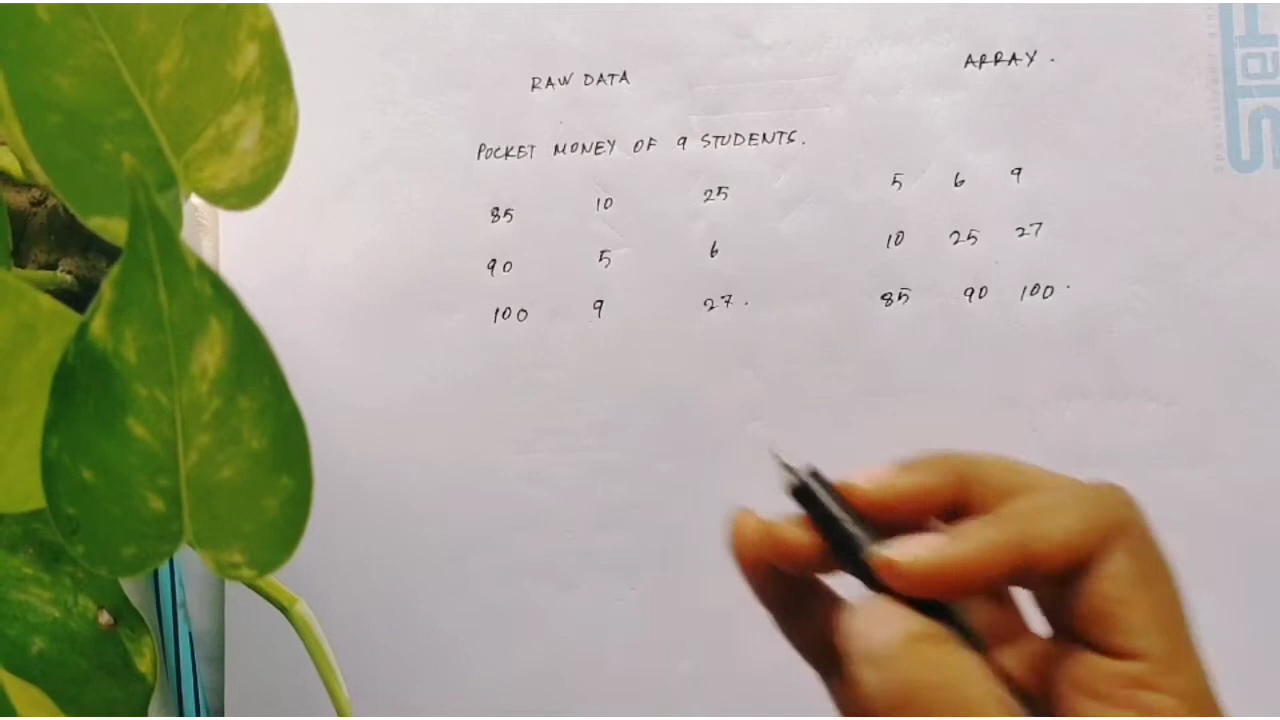 RAW DATA
POCKET MONEY OF 9 STUDENTS.
85 10 25
90 5 6
100 9 27.
ARRAY.
5 6 9
10 25 27
85 90 100.